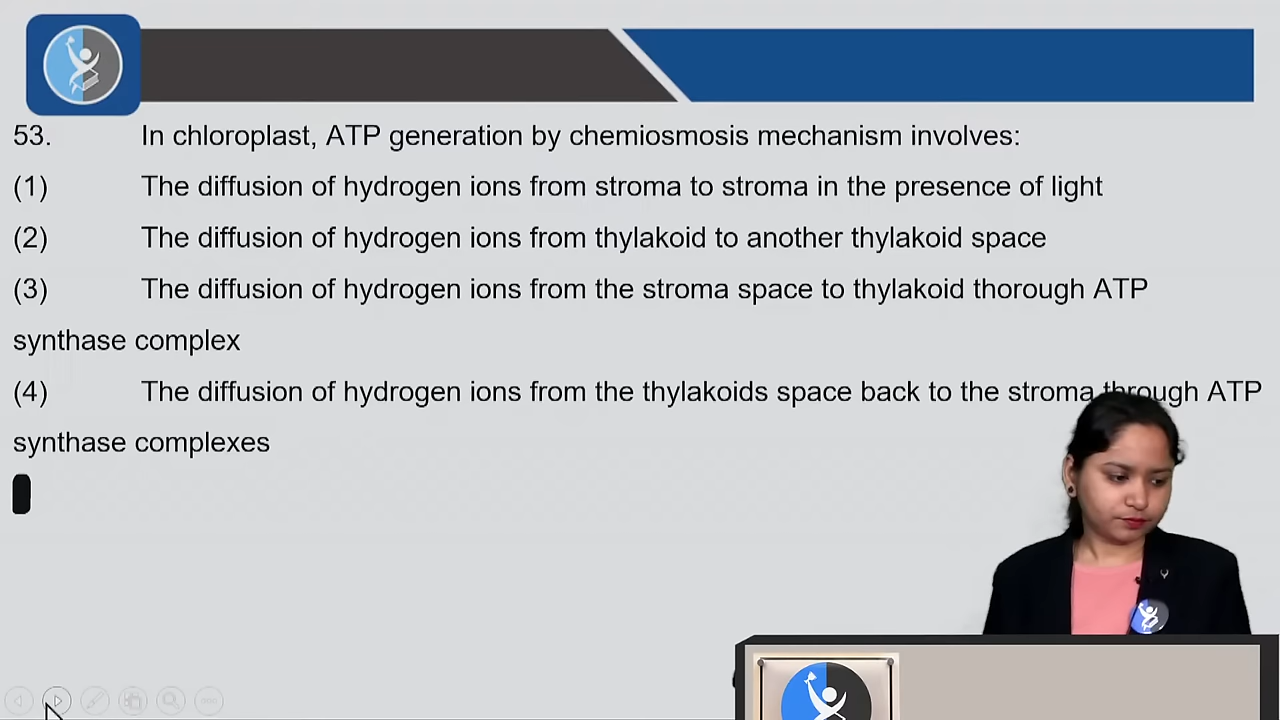 53. In chloroplast, ATP generation by chemiosmosis mechanism involves:
(1) The diffusion of hydrogen ions from stroma to stroma in the presence of light
(2) The diffusion of hydrogen ions from thylakoid to another thylakoid space
(3) The diffusion of hydrogen ions from the stroma space to thylakoid thorough ATP
synthase complex
(4) The diffusion of hydrogen ions from the thylakoids space back to the stroma through ATP
synthase complexes